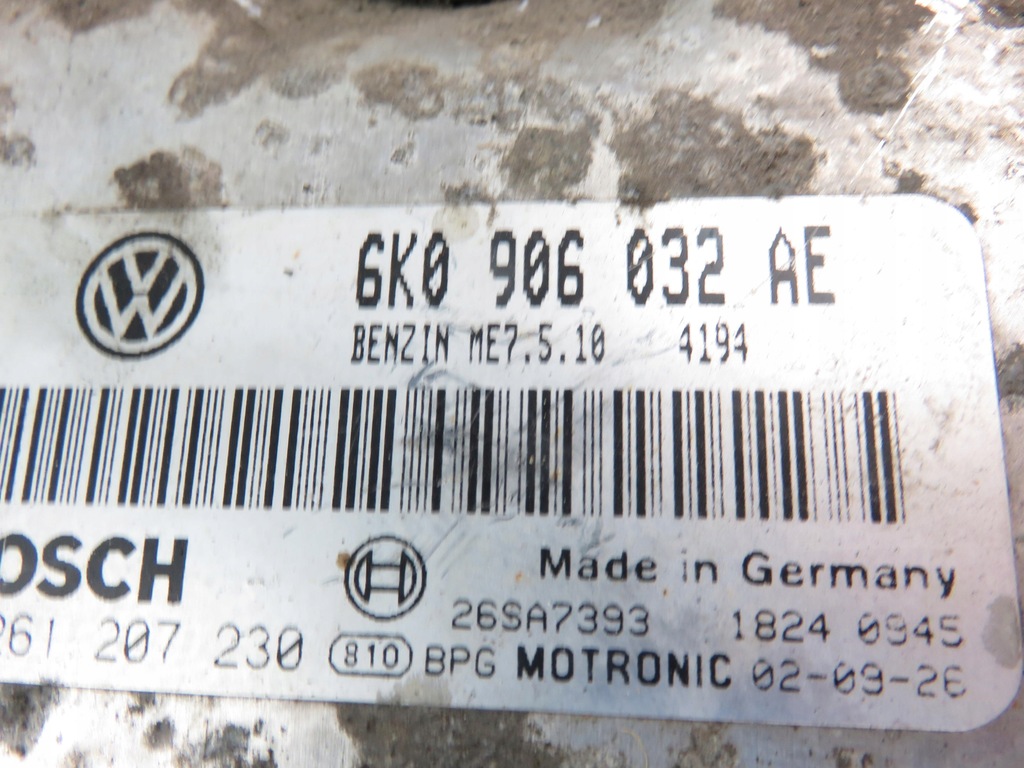 6K0 906 032 AE
BENZIN ME7.5.10 4194
OSCH
Made in Germany
26SA7393 1824 0945
261 207 230 810 BPG MOTRONIC 02-09-26